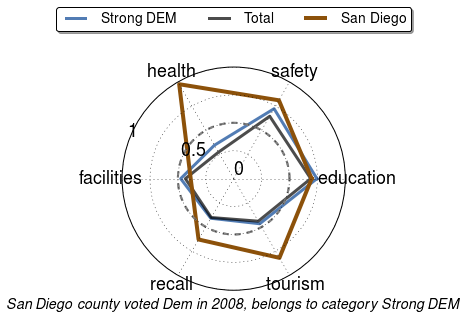 Strong DEM Total San Diego
health safety
1
0.5
0
facilities education
recall tourism
San Diego county voted Dem in 2008, belongs to category Strong DEM